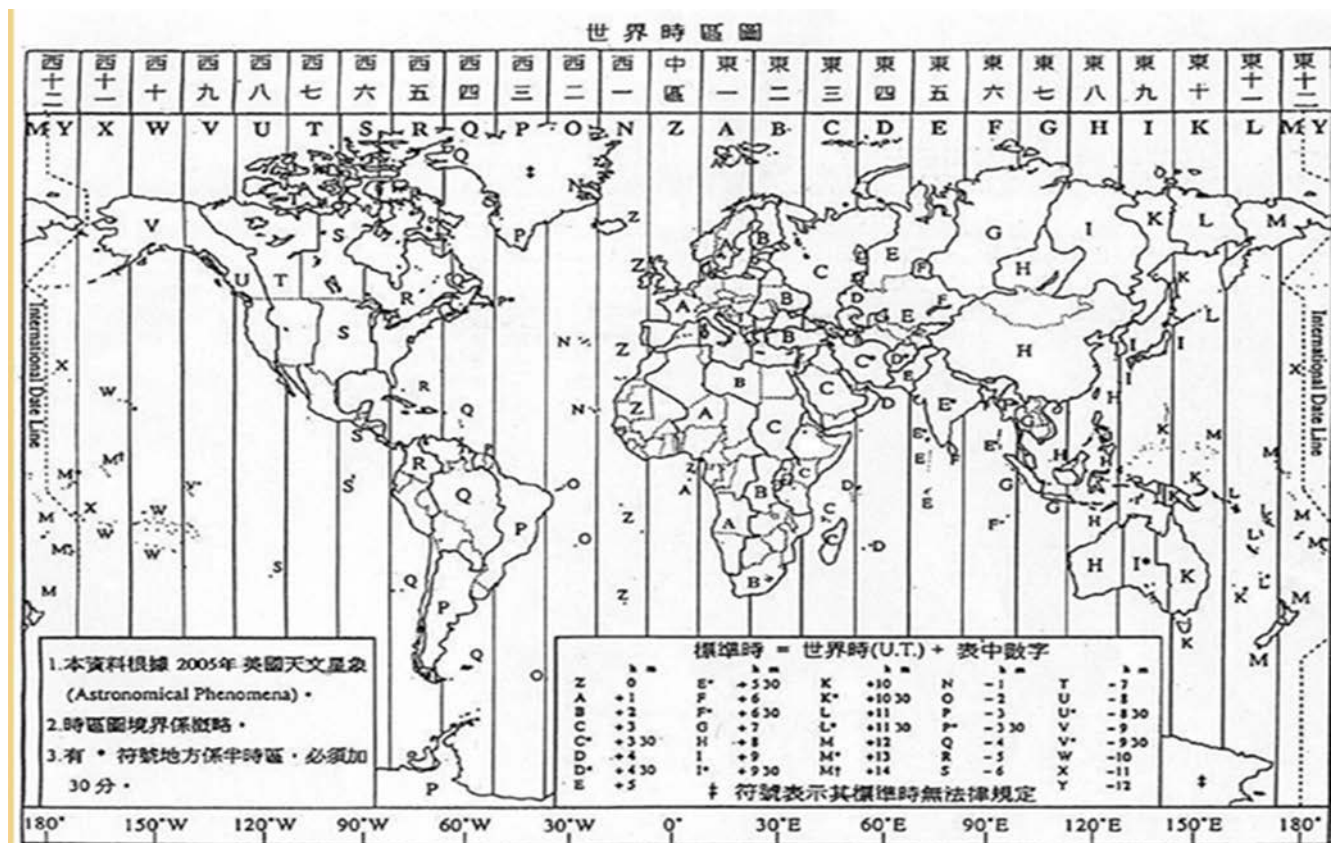 世界時區圖
西十二 西十一 西十 西九 西八 西七 西六 西五 西四 西三 西二 西一 中區 東一 東二 東三 東四 東五 東六 東七 東八 東九 東十 東十一 東十二
M Y X W V U T S R Q P O N Z A B C D E F G H I K L M Y
International Date Line
International Date Line
1.本資料根據 2005年 英國天文星象
(Astronomical Phenomena)。
2.時區圖境界係概略。
3.有 * 符號地方係半時區,必須加
30 分。
標準時 = 世界時(U.T.) + 表中數字
h m h m h m h m h m
Z 0 E* +5 30 K +10 N -1 T -7
A +1 F +6 K* +10 30 O -2 U -8
B +2 F* +6 30 L +11 P -3 U* -8 30
C +3 G +7 L* +11 30 P* -3 30 V -9
C* +3 30 H +8 M +12 Q -4 V* -9 30
D +4 I +9 M* +13 R -5 W -10
D* +4 30 I* +9 30 M† +14 S -6 X -11
E +5 Y -12
‡ 符號表示其標準時無法律規定
180° 150°W 120°W 90°W 60°W 30°W 0° 30°E 60°E 90°E 120°E 150°E 180°